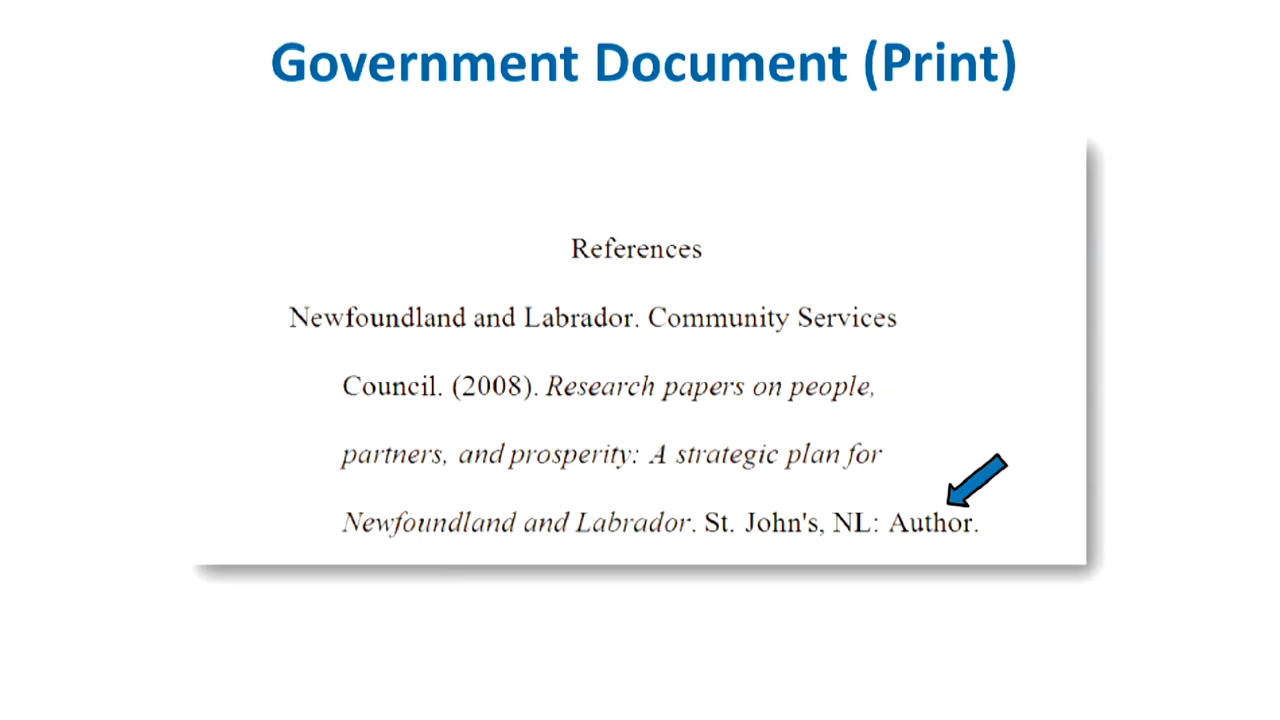 Government Document (Print)
References
Newfoundland and Labrador. Community Services
Council. (2008). Research papers on people,
partners, and prosperity: A strategic plan for
Newfoundland and Labrador. St. John's, NL: Author.